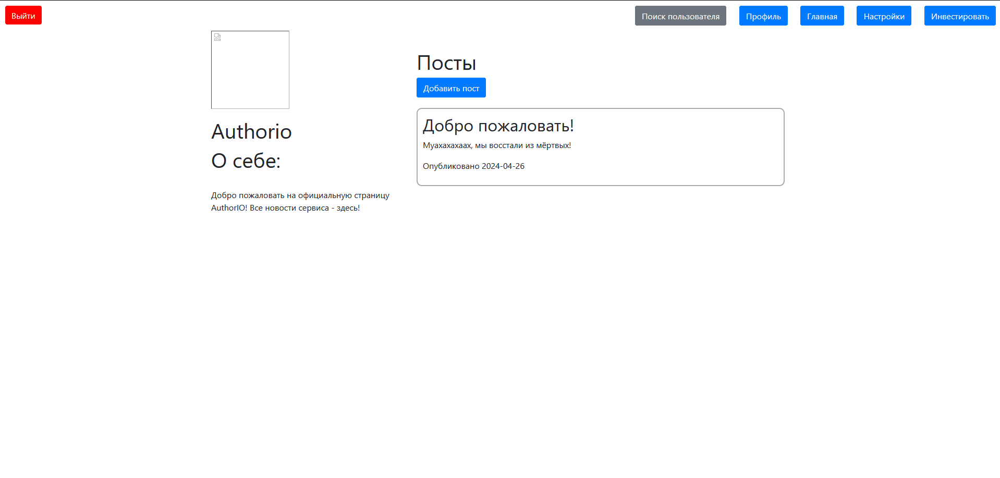 Выйти
Поиск пользователя
Профиль
Главная
Настройки
Инвестировать
Authorio
О себе:
Добро пожаловать на официальную страницу
AuthorIO! Все новости сервиса - здесь!
Посты
Добавить пост
Добро пожаловать!
Муахахахаах, мы восстали из мёртвых!
Опубликовано 2024-04-26